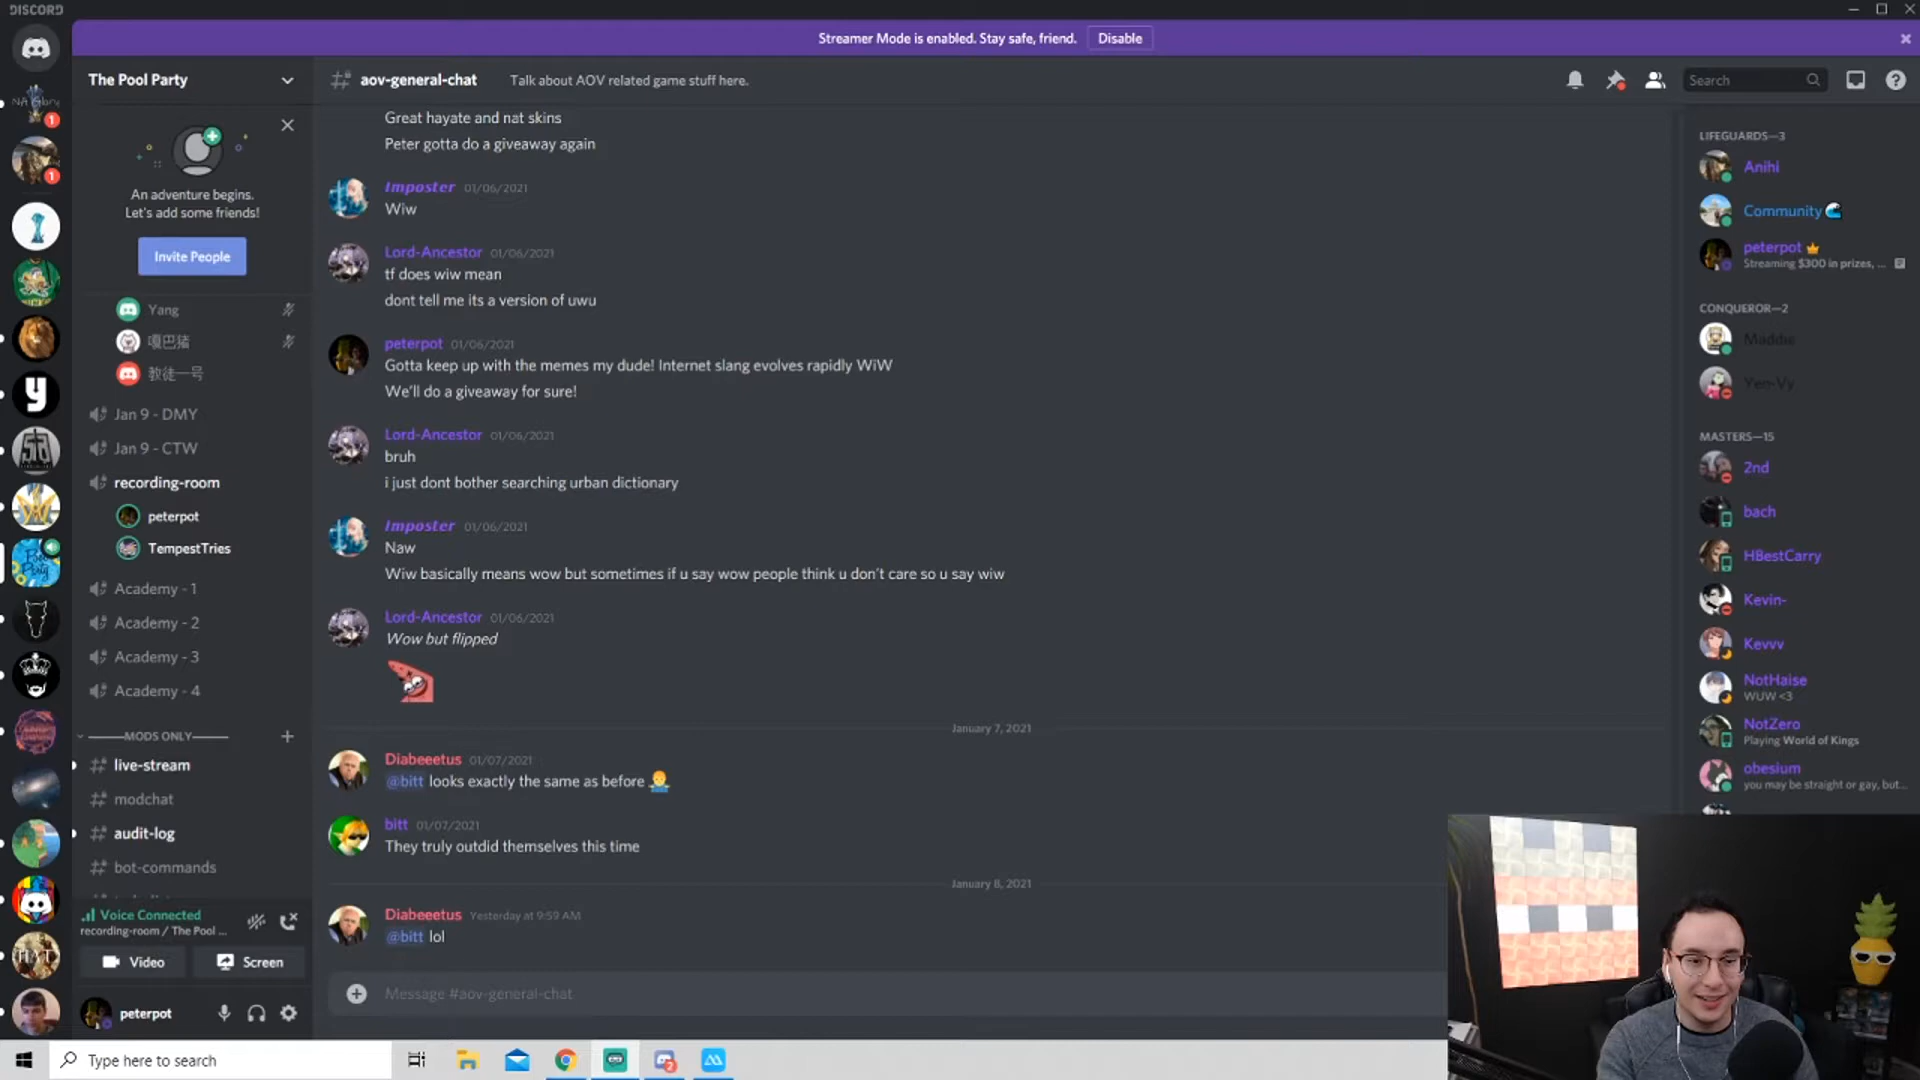 DISCORD
Streamer Mode is enabled. Stay safe, friend.
Disable
The Pool Party
aov-general-chat
Talk about AOV related game stuff here.
Search
1
1
An adventure begins.
Let's add some friends!
Invite People
Yang
嘎巴猪
教徒一号
Jan 9 - DMY
Jan 9 - CTW
recording-room
peterpot
TempestTries
Academy - 1
Academy - 2
Academy - 3
Academy - 4
MODS ONLY
live-stream
modchat
audit-log
bot-commands
Voice Connected
recording-room / The Pool ...
Video
Screen
peterpot
Great hayate and nat skins
Peter gotta do a giveaway again
Imposter 01/06/2021
Wiw
Lord-Ancestor 01/06/2021
tf does wiw mean
dont tell me its a version of uwu
peterpot 01/06/2021
Gotta keep up with the memes my dude! Internet slang evolves rapidly WiW
We'll do a giveaway for sure!
Lord-Ancestor 01/06/2021
bruh
i just dont bother searching urban dictionary
Imposter 01/06/2021
Naw
Wiw basically means wow but sometimes if u say wow people think u don't care so u say wiw
Lord-Ancestor 01/06/2021
Wow but flipped
January 7, 2021
Diabeeetus 01/07/2021
@bitt looks exactly the same as before
bitt 01/07/2021
They truly outdid themselves this time
January 8, 2021
Diabeeetus Yesterday at 9:59 AM
@bitt lol
Message #aov-general-chat
LIFEGUARDS—3
Anihi
Community
peterpot
Streaming $300 in prizes, ...
CONQUEROR—2
Maddie
Yen-Vy
MASTERS—15
2nd
bach
HBestCarry
Kevin-
Kevvv
NotHaise
WUW <3
NotZero
Playing World of Kings
obesium
you may be straight or gay, but...
Type here to search
2